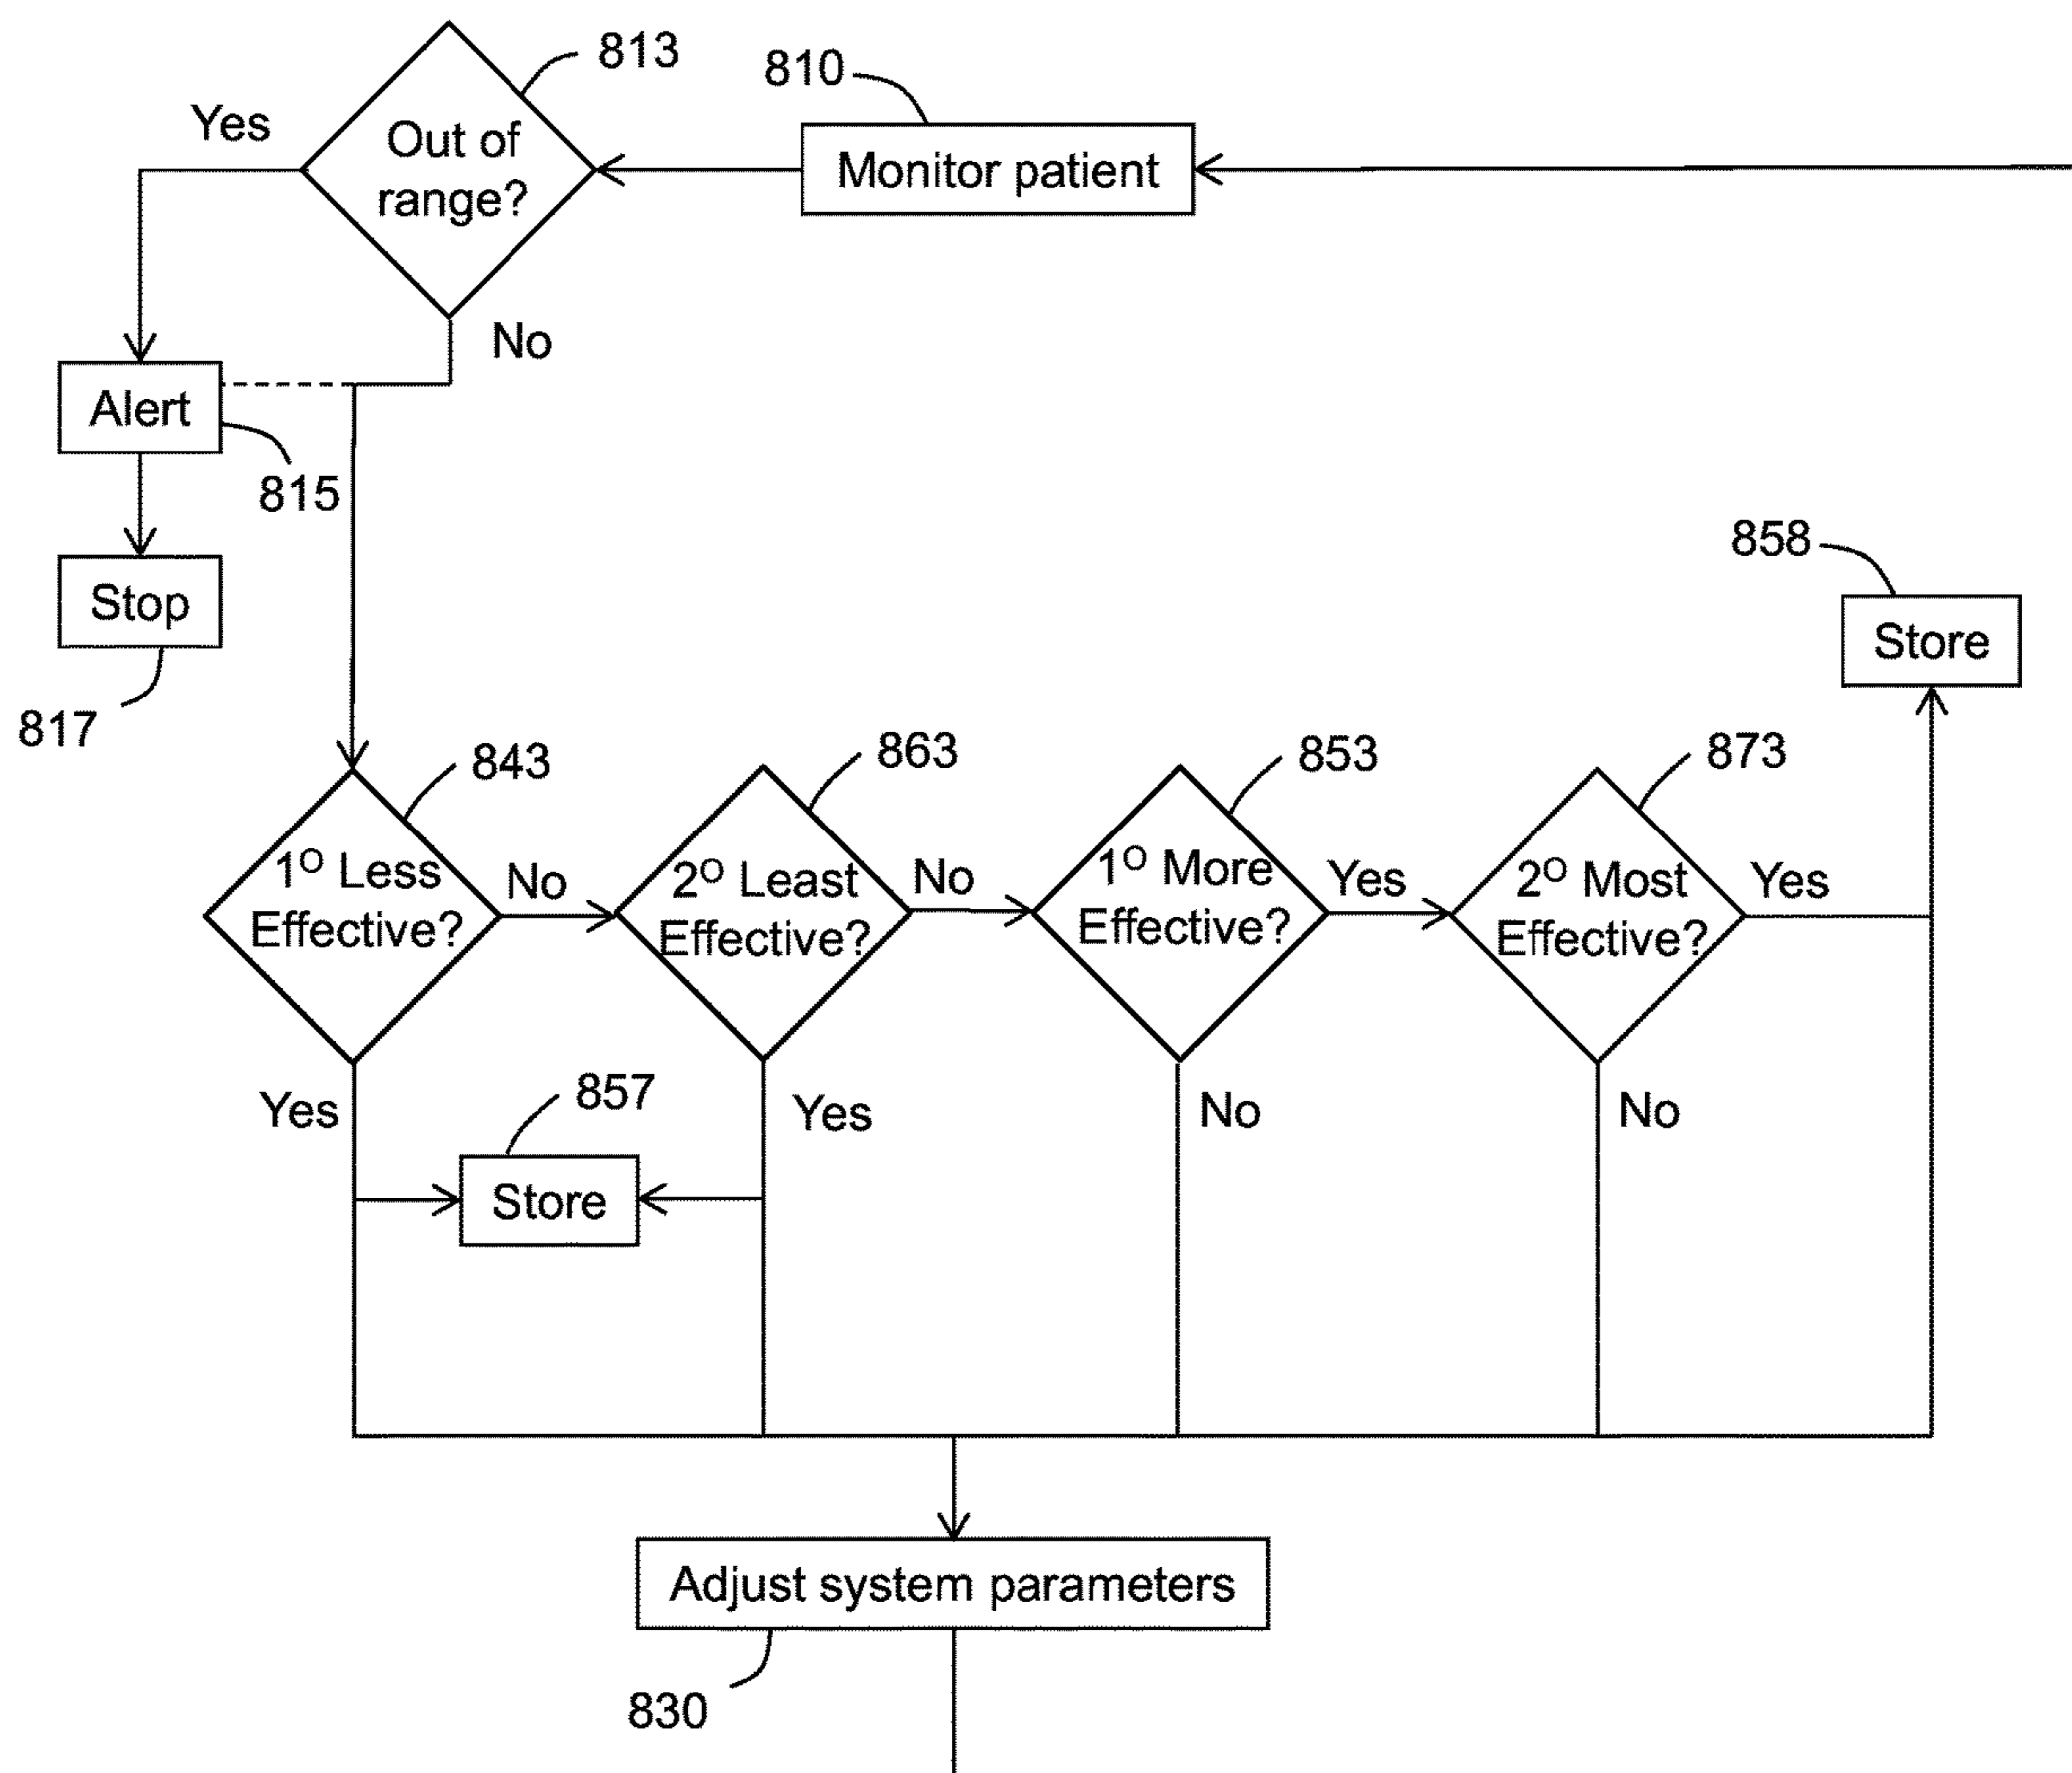 813
810
Yes
Out of
range?
Monitor patient
No
Alert
815
858
Stop
Store
817
843
863
853
873
1O Less
Effective?
No
2O Least
Effective?
No
1O More
Effective?
Yes
2O Most
Effective?
Yes
Yes
857
Yes
No
No
Store
Adjust system parameters
830